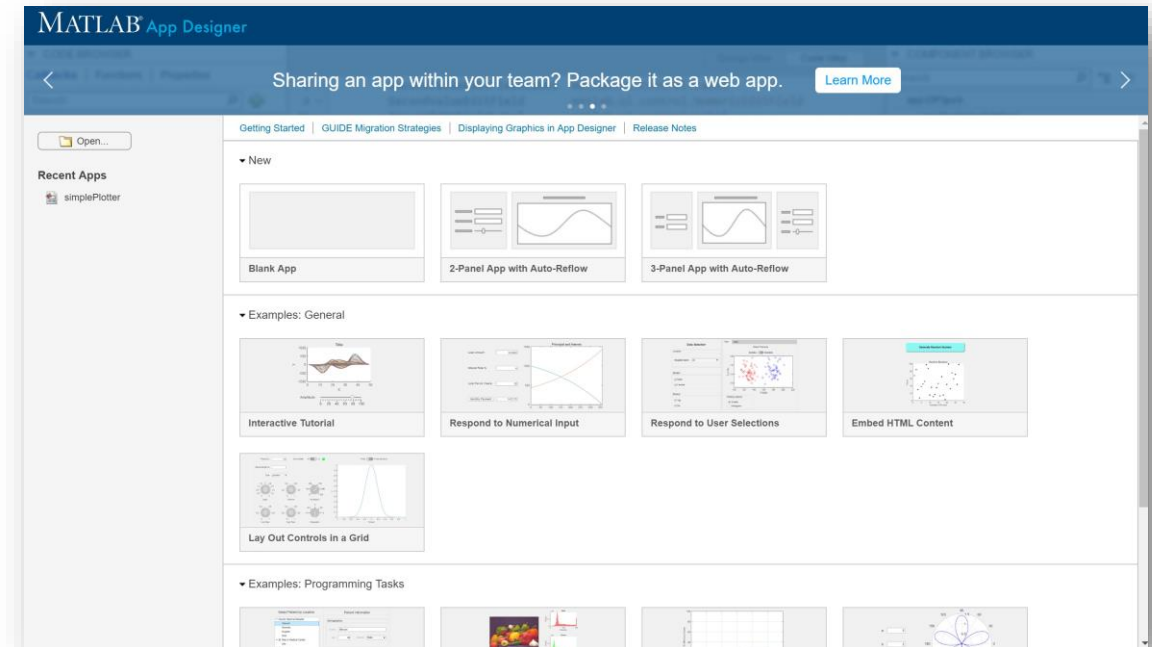 MATLAB® App Designer
Sharing an app within your team? Package it as a web app. Learn More
Open...
Recent Apps
simplePlotter
Getting Started | GUIDE Migration Strategies | Displaying Graphics in App Designer | Release Notes
New
Blank App
2-Panel App with Auto-Reflow
3-Panel App with Auto-Reflow
Examples: General
Interactive Tutorial
Respond to Numerical Input
Respond to User Selections
Embed HTML Content
Lay Out Controls in a Grid
Examples: Programming Tasks